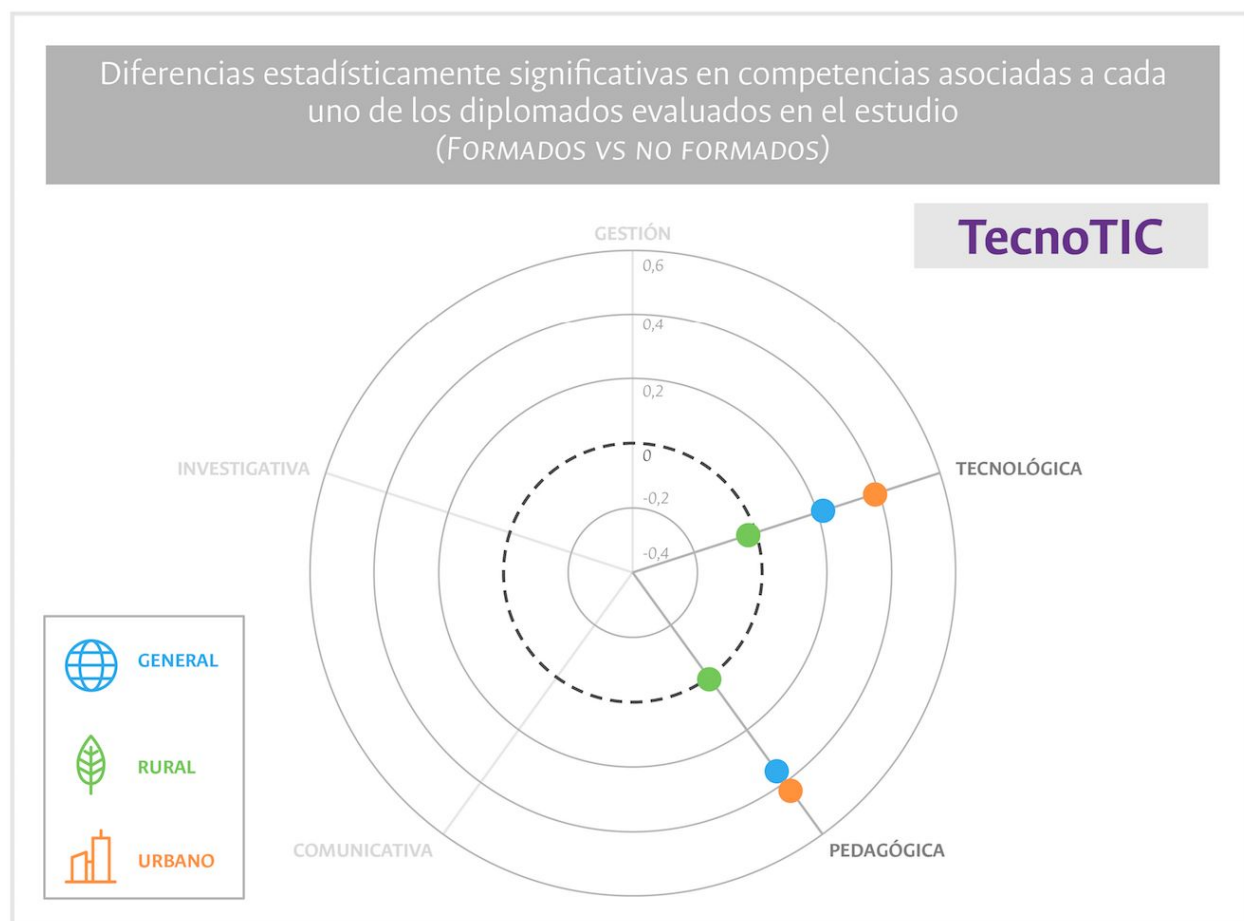 Diferencias estadísticamente significativas en competencias asociadas a cada
uno de los diplomados evaluados en el estudio
(FORMADOS VS NO FORMADOS)
TecnoTIC
GESTIÓN
0,6
0,4
0,2
0
-0,2
-0,4
INVESTIGATIVA
TECNOLÓGICA
COMUNICATIVA
PEDAGÓGICA
GENERAL
RURAL
URBANO